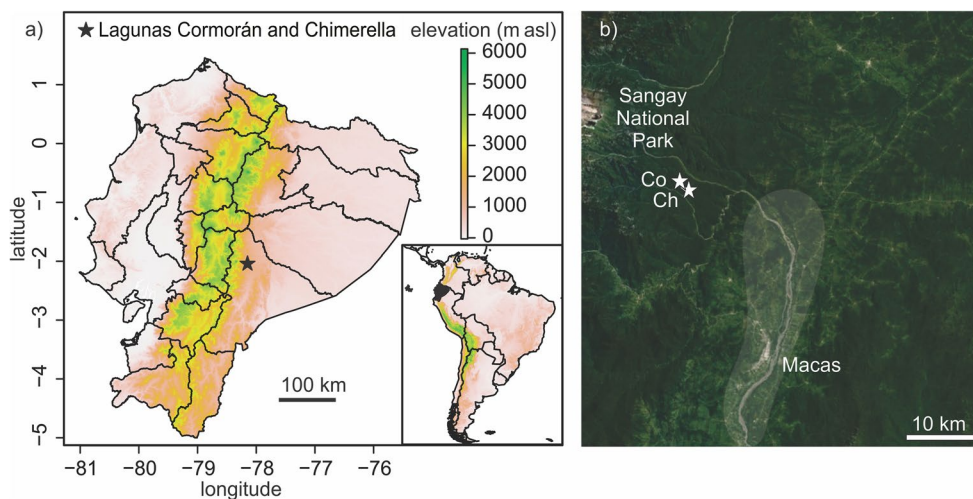 a)
★ Lagunas Cormorán and Chimerella
elevation (m asl)
6000
5000
4000
3000
2000
1000
0
1
0
−1
−2
−3
−4
−5
latitude
100 km
−81
−80
−79
−78
−77
−76
longitude
b)
Sangay
National
Park
Co
Ch
Macas
10 km